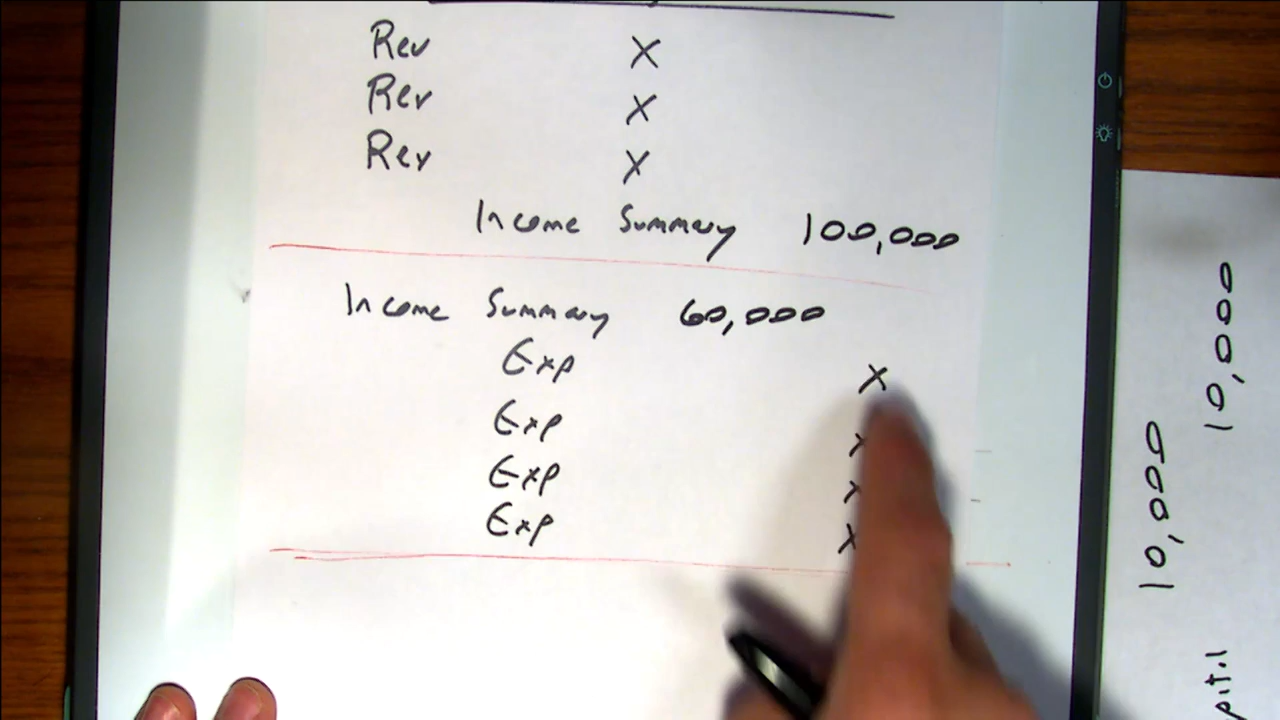 Rev X
Rev X
Rev X
Income Summary 100,000
Income Summary 60,000
Exp X
Exp X
Exp X
Exp X
10,000
10,000